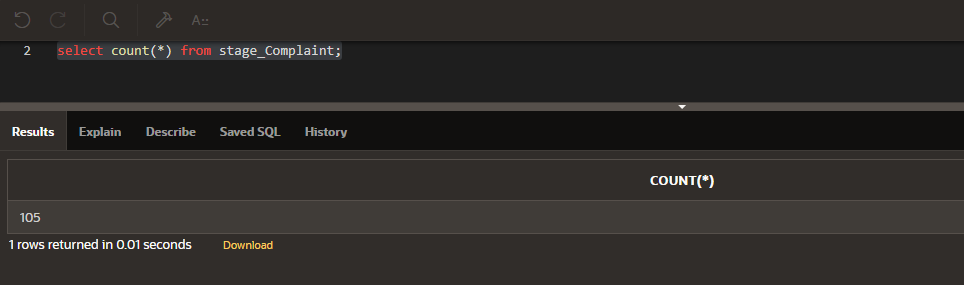 A::
2 select count(*) from stage_Complaint;
Results Explain Describe Saved SQL History
COUNT(*)
105
1 rows returned in 0.01 seconds Download